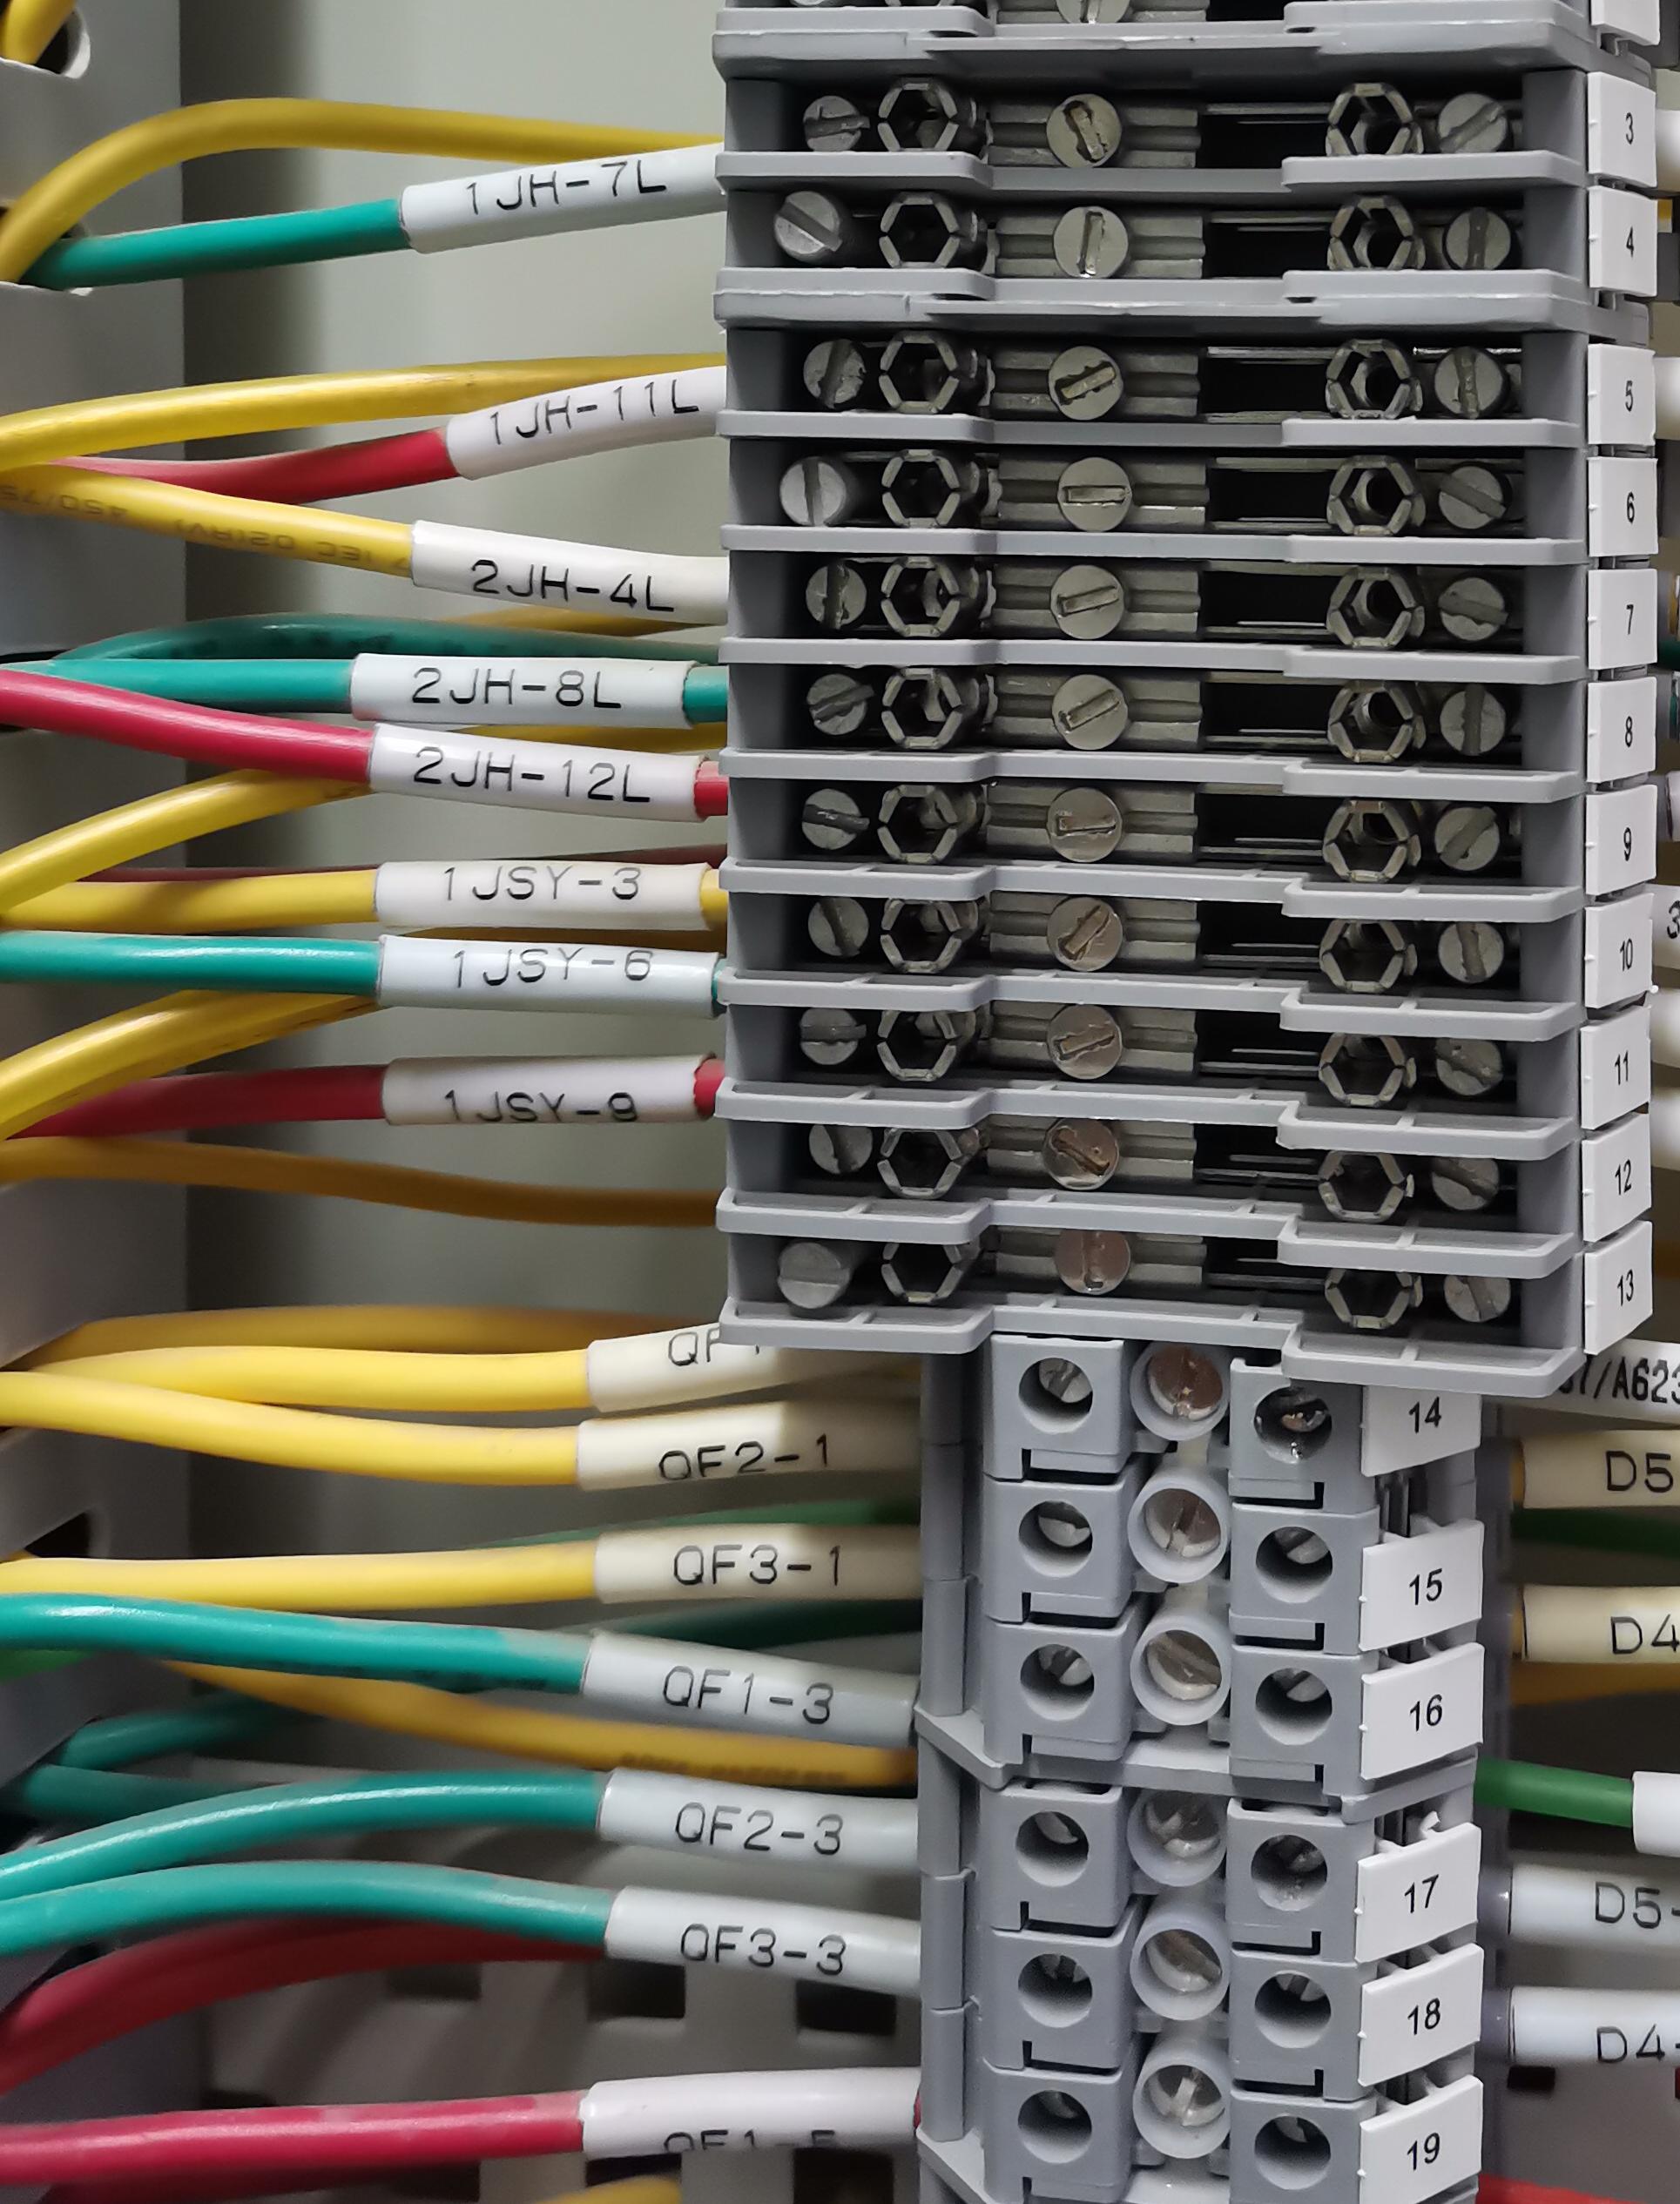 3
1JH-7L
4
5
1JH-11L
6
2JH-4L
7
2JH-8L
8
2JH-12L
9
1JSY-3
10
1JSY-6
11
1JSY-9
12
13
QF
/A623
14
QF2-1
D5
QF3-1
15
D4
QF1-3
16
QF2-3
17
D5-
QF3-3
18
D4-
QF1-5
19